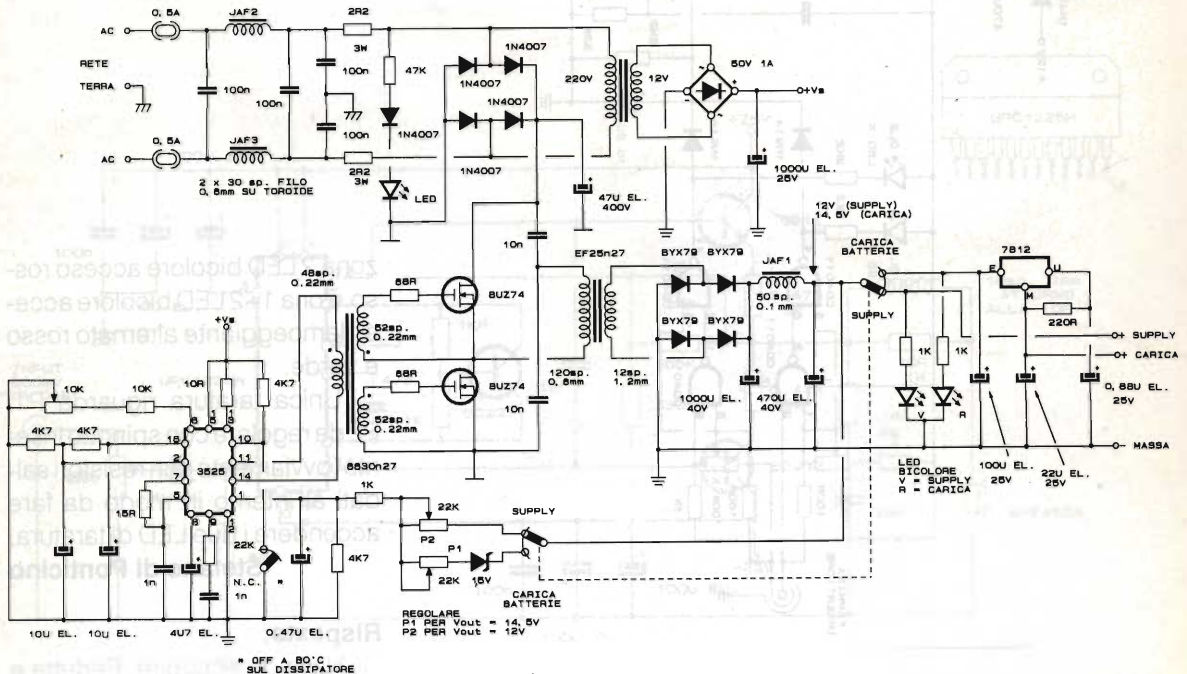 0,5A
JAF2
2R2
3W
AC
RETE
TERRA
100n
100n
100n
100n
47K
1N4007
LED
1N4007
1N4007
1N4007
1N4007
220V
12V
50V 1A
+Vs
1000U EL.
25V
47U EL.
400V
AC
0,5A
JAF3
2R2
3W
2 x 30 sp. FILO
0,8mm SU TOROIDE
48sp.
0.22mm
+Vs
68R
BUZ74
52sp.
0.22mm
68R
BUZ74
52sp.
0.22mm
8830n27
10n
10n
EF25n27
120sp.
0,8mm
12sp.
1.2mm
BYX79
BYX79
BYX79
BYX79
JAF1
50 sp.
0.1 mm
12V (SUPPLY)
14,5V (CARICA)
1000U EL.
40V
470U EL.
40V
CARICA
BATTERIE
SUPPLY
7812
E
U
M
220R
+ SUPPLY
+ CARICA
- MASSA
1K
1K
V
R
LED
BICOLORE
V = SUPPLY
R = CARICA
100U EL.
25V
22U EL.
25V
0,68U EL.
25V
10K
10K
10R
4K7
4K7
4K7
3525
16
2
7
5
6
15
13
10
11
14
1
8
9
12
15R
1n
22K
1n
N.C.
*
10U EL.
10U EL.
4U7 EL.
0.47U EL.
4K7
1K
22K
P2
P1
22K
15V
SUPPLY
CARICA
BATTERIE
REGOLARE
P1 PER Vout = 14,5V
P2 PER Vout = 12V
* OFF A 80°C
SUL DISSIPATORE